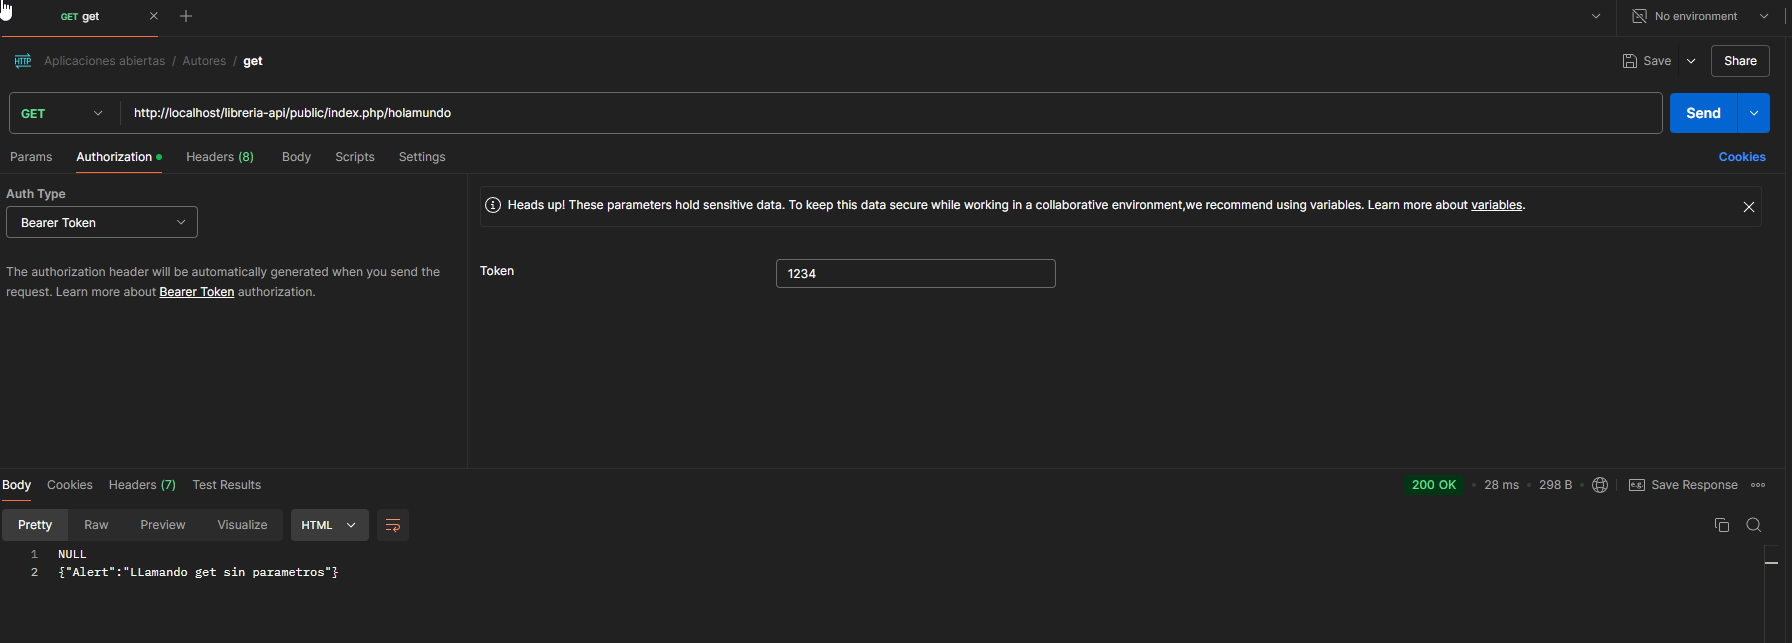 GET get
No environment
HTTP Aplicaciones abiertas / Autores / get
Save
Share
GET
http://localhost/libreria-api/public/index.php/holamundo
Send
Params Authorization Headers (8) Body Scripts Settings
Cookies
Auth Type
Bearer Token
The authorization header will be automatically generated when you send the
request. Learn more about Bearer Token authorization.
Heads up! These parameters hold sensitive data. To keep this data secure while working in a collaborative environment,we recommend using variables. Learn more about variables.
Token
1234
Body Cookies Headers (7) Test Results
200 OK • 28 ms • 298 B
e.g. Save Response
Pretty Raw Preview Visualize HTML
1 NULL
2 {"Alert":"LLamando get sin parametros"}